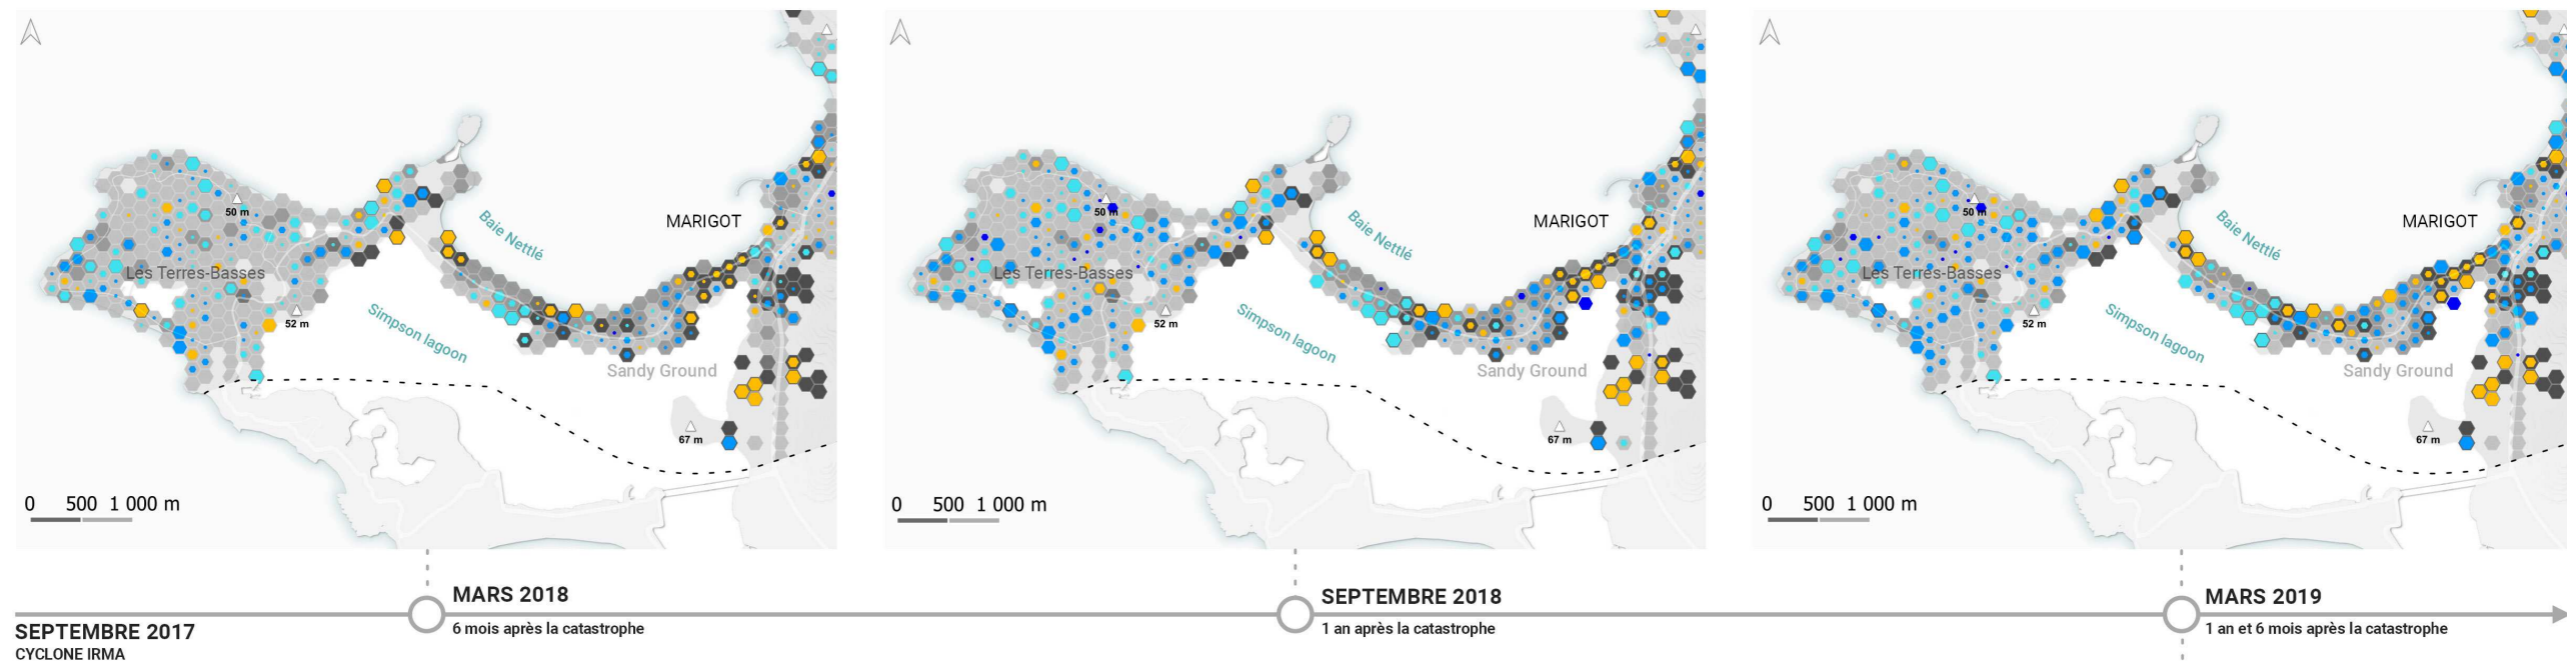 50 m
Les Terres-Basses
52 m
Baie Nettlé
Simpson lagoon
MARIGOT
Sandy Ground
67 m
0 500 1 000 m
50 m
Les Terres-Basses
52 m
Baie Nettlé
Simpson lagoon
MARIGOT
Sandy Ground
67 m
0 500 1 000 m
50 m
Les Terres-Basses
52 m
Baie Nettlé
Simpson lagoon
MARIGOT
Sandy Ground
67 m
0 500 1 000 m
SEPTEMBRE 2017
CYCLONE IRMA
MARS 2018
6 mois après la catastrophe
SEPTEMBRE 2018
1 an après la catastrophe
MARS 2019
1 an et 6 mois après la catastrophe